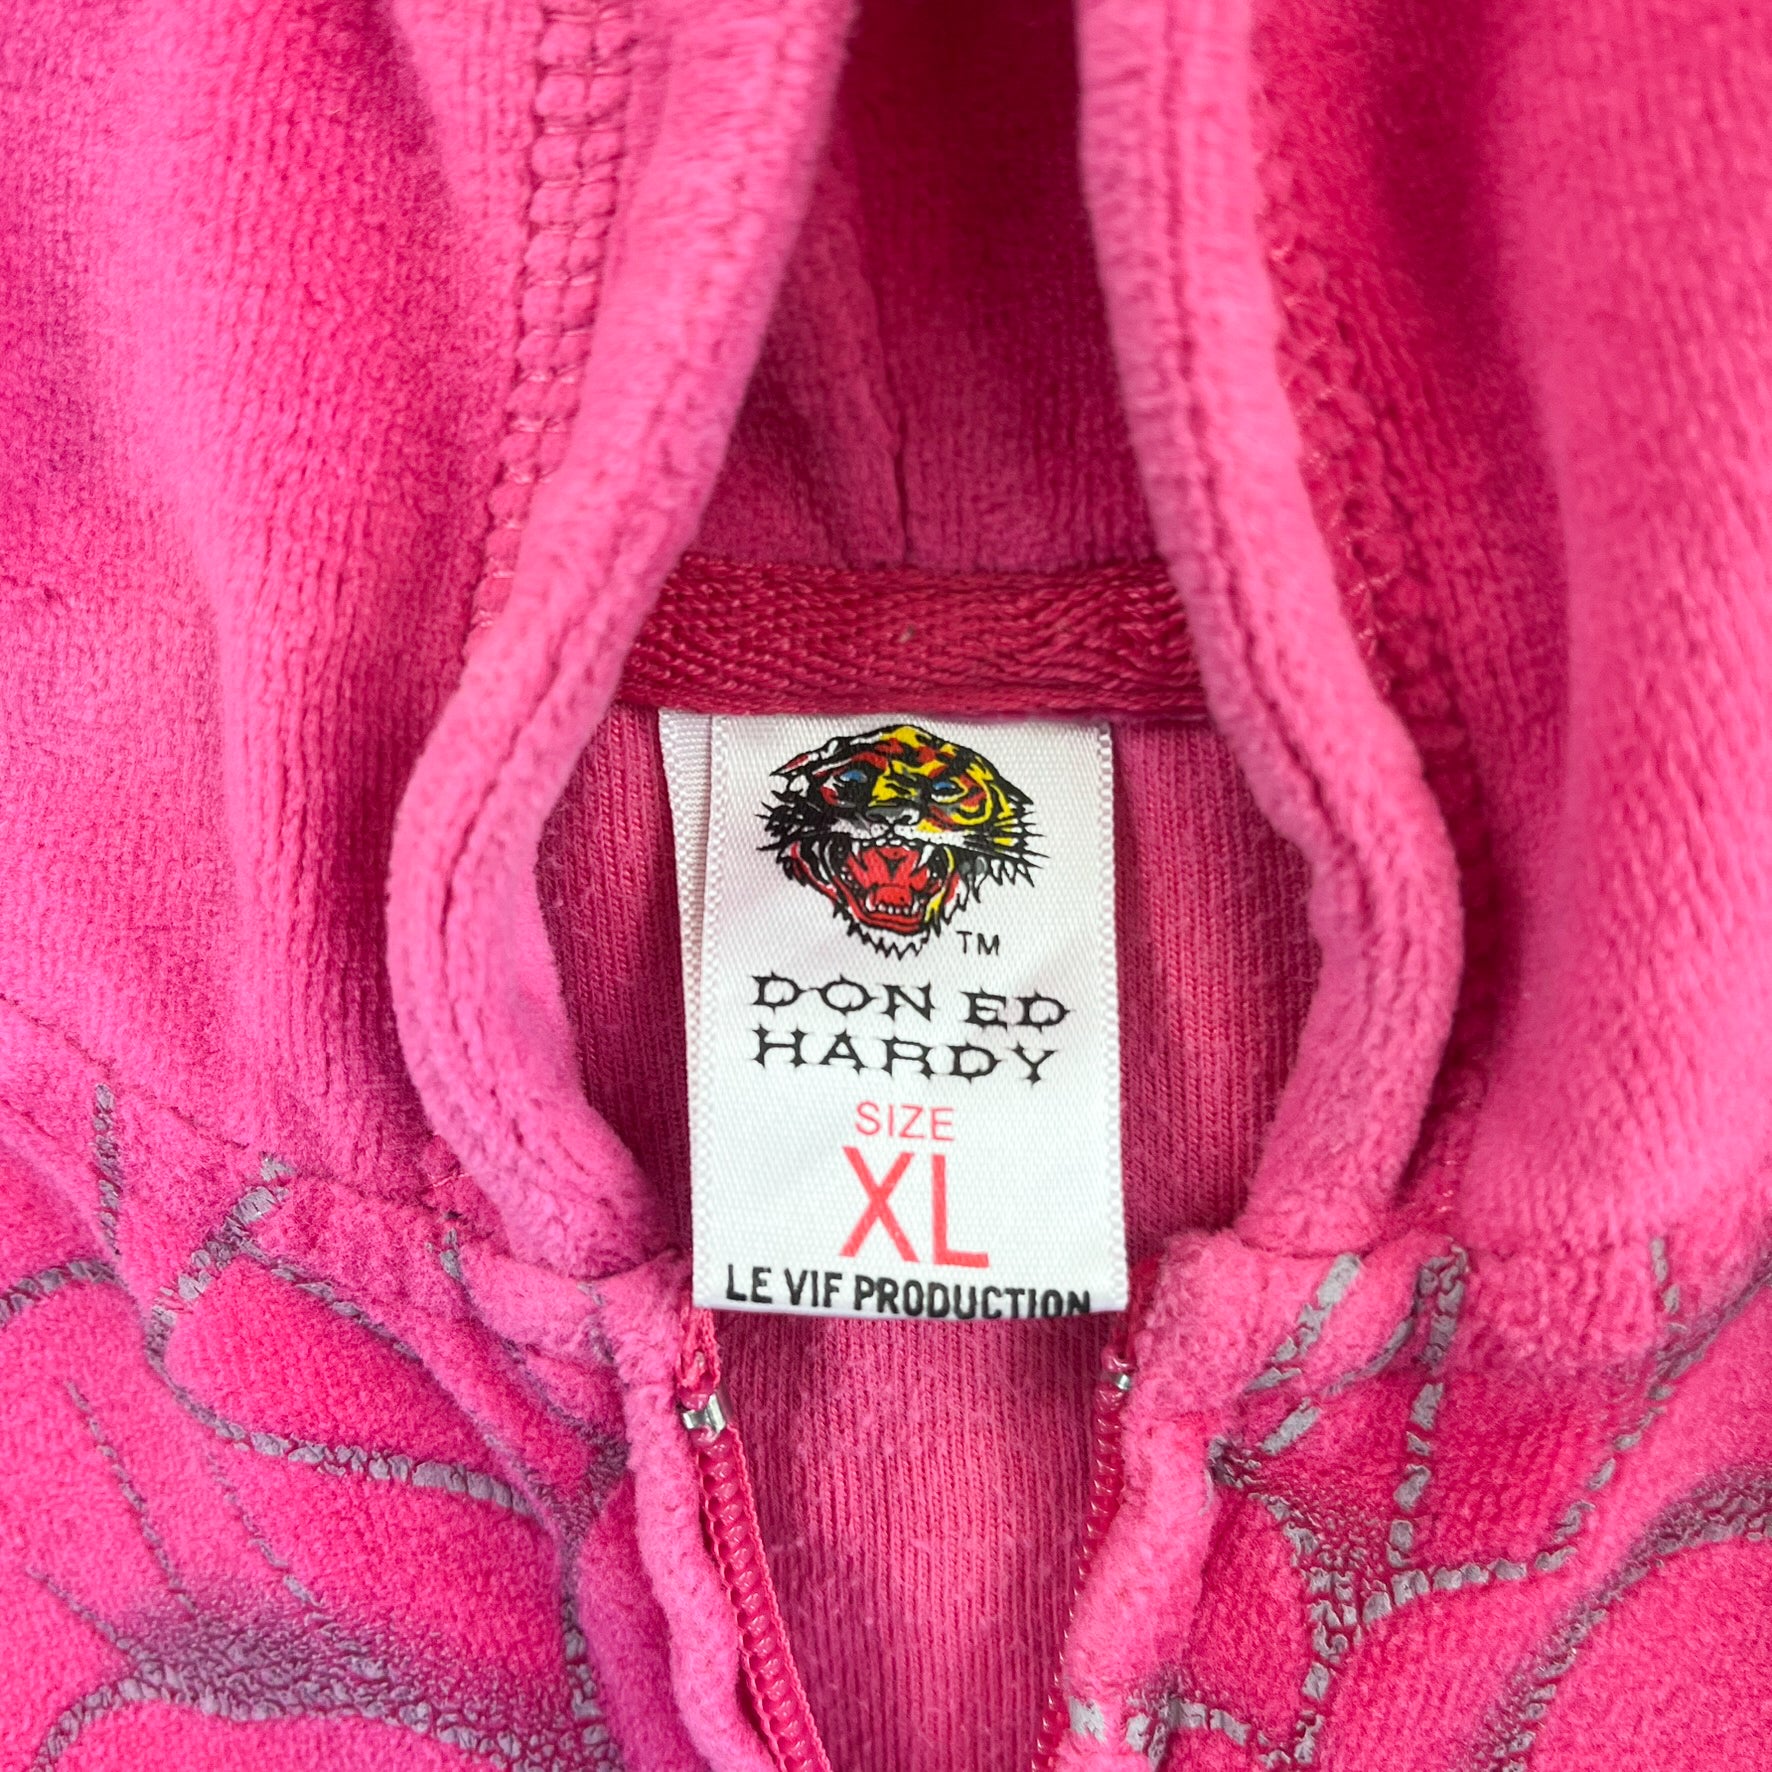 TM
DON ED
HARDY
SIZE
XL
LE VIF PRODUCTION